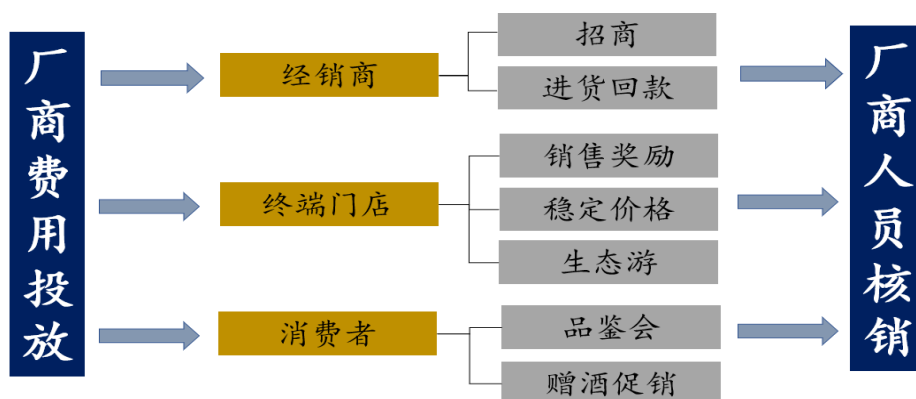 厂商费用投放
经销商
招商
进货回款
终端门店
销售奖励
稳定价格
生态游
消费者
品鉴会
赠酒促销
厂商人员核销